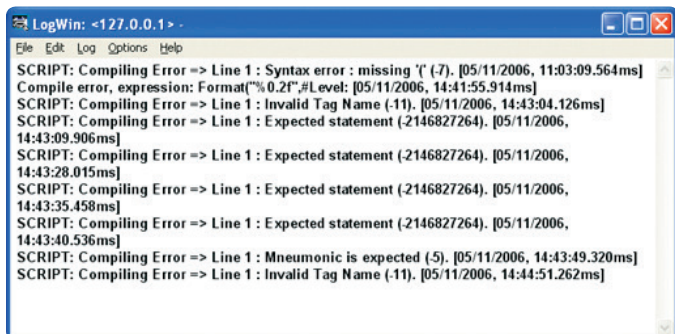 LogWin: <127.0.0.1> -
File Edit Log Options Help
SCRIPT: Compiling Error => Line 1 : Syntax error : missing '(' (-7). [05/11/2006, 11:03:09.564ms]
Compile error, expression: Format("%0.2f",#Level: [05/11/2006, 14:41:55.914ms]
SCRIPT: Compiling Error => Line 1 : Invalid Tag Name (-11). [05/11/2006, 14:43:04.126ms]
SCRIPT: Compiling Error => Line 1 : Expected statement (-2146827264). [05/11/2006,
14:43:09.906ms]
SCRIPT: Compiling Error => Line 1 : Expected statement (-2146827264). [05/11/2006,
14:43:28.015ms]
SCRIPT: Compiling Error => Line 1 : Expected statement (-2146827264). [05/11/2006,
14:43:35.458ms]
SCRIPT: Compiling Error => Line 1 : Expected statement (-2146827264). [05/11/2006,
14:43:40.536ms]
SCRIPT: Compiling Error => Line 1 : Mneumonic is expected (-5). [05/11/2006, 14:43:49.320ms]
SCRIPT: Compiling Error => Line 1 : Invalid Tag Name (-11). [05/11/2006, 14:44:51.262ms]